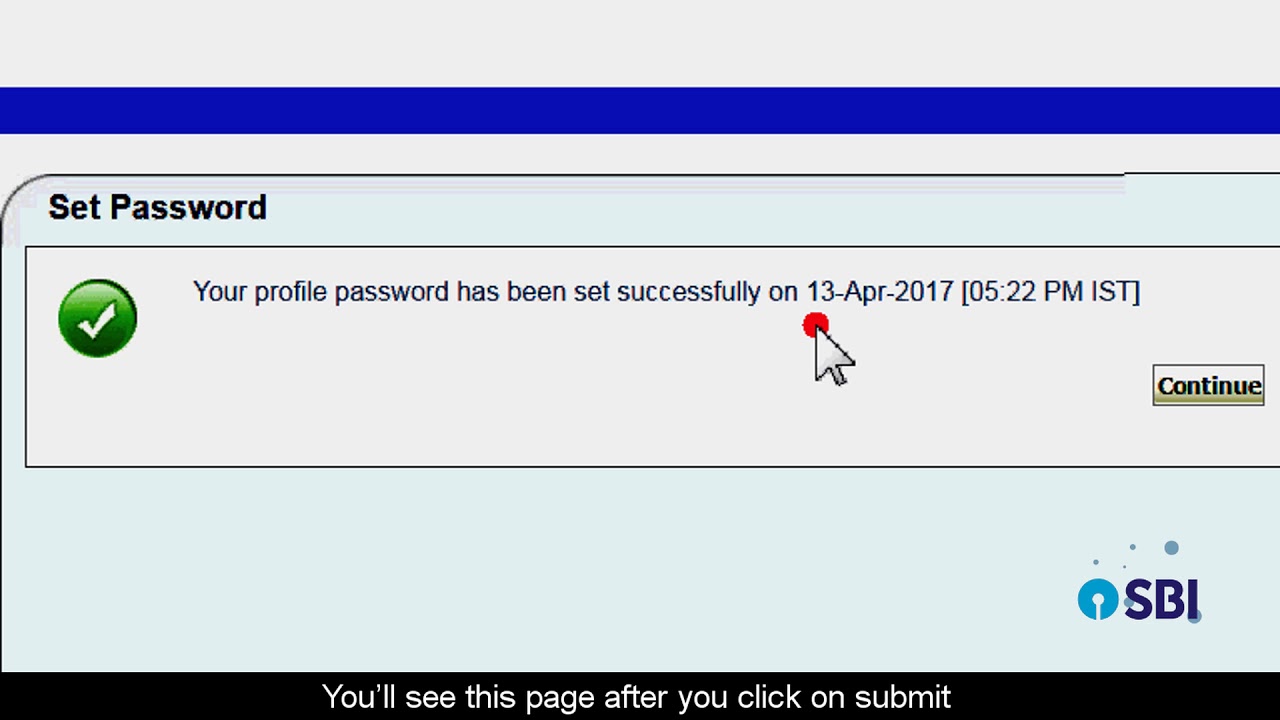 Set Password
Your profile password has been set successfully on 13-Apr-2017 [05:22 PM IST]
Continue
SBI
You’ll see this page after you click on submit